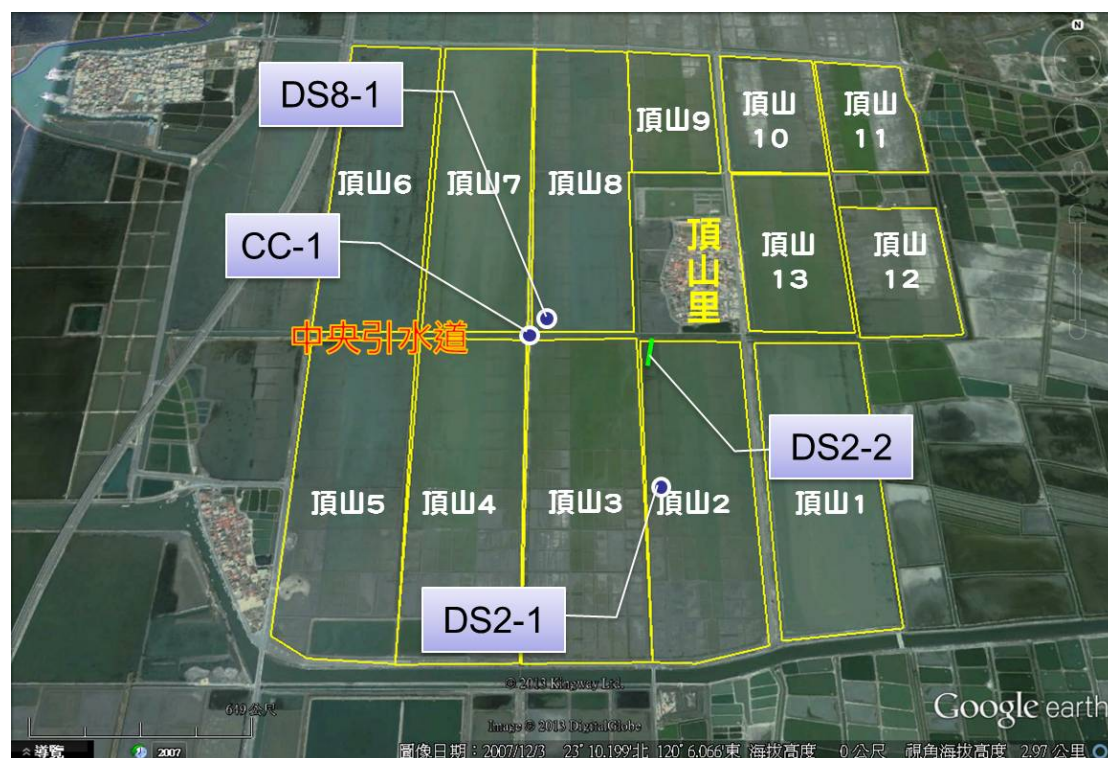 N
DS8-1
頂山9
頂山
10
頂山
11
頂山6
頂山7
頂山8
CC-1
頂山里
頂山
13
頂山
12
中央引水道
DS2-2
頂山5
頂山4
頂山3
頂山2
頂山1
DS2-1
© 2013 Kingway Ltd.
649 公尺
Image © 2013 DigitalGlobe
Google earth
導覽
2007
圖像日期：2007/12/3 23°10.199'北 120° 6.066'東 海拔高度 0 公尺 視角海拔高度 2.97 公里